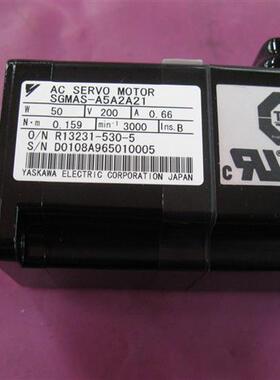 AC SERVO MOTOR
SGMAS-A5A2A21
W 50 V 200 A 0.66
N・m 0.159 min⁻¹ 3000 Ins. B
O/N R13231-530-5
S/N D0108A965010005
YASKAWA ELECTRIC CORPORATION JAPAN
c